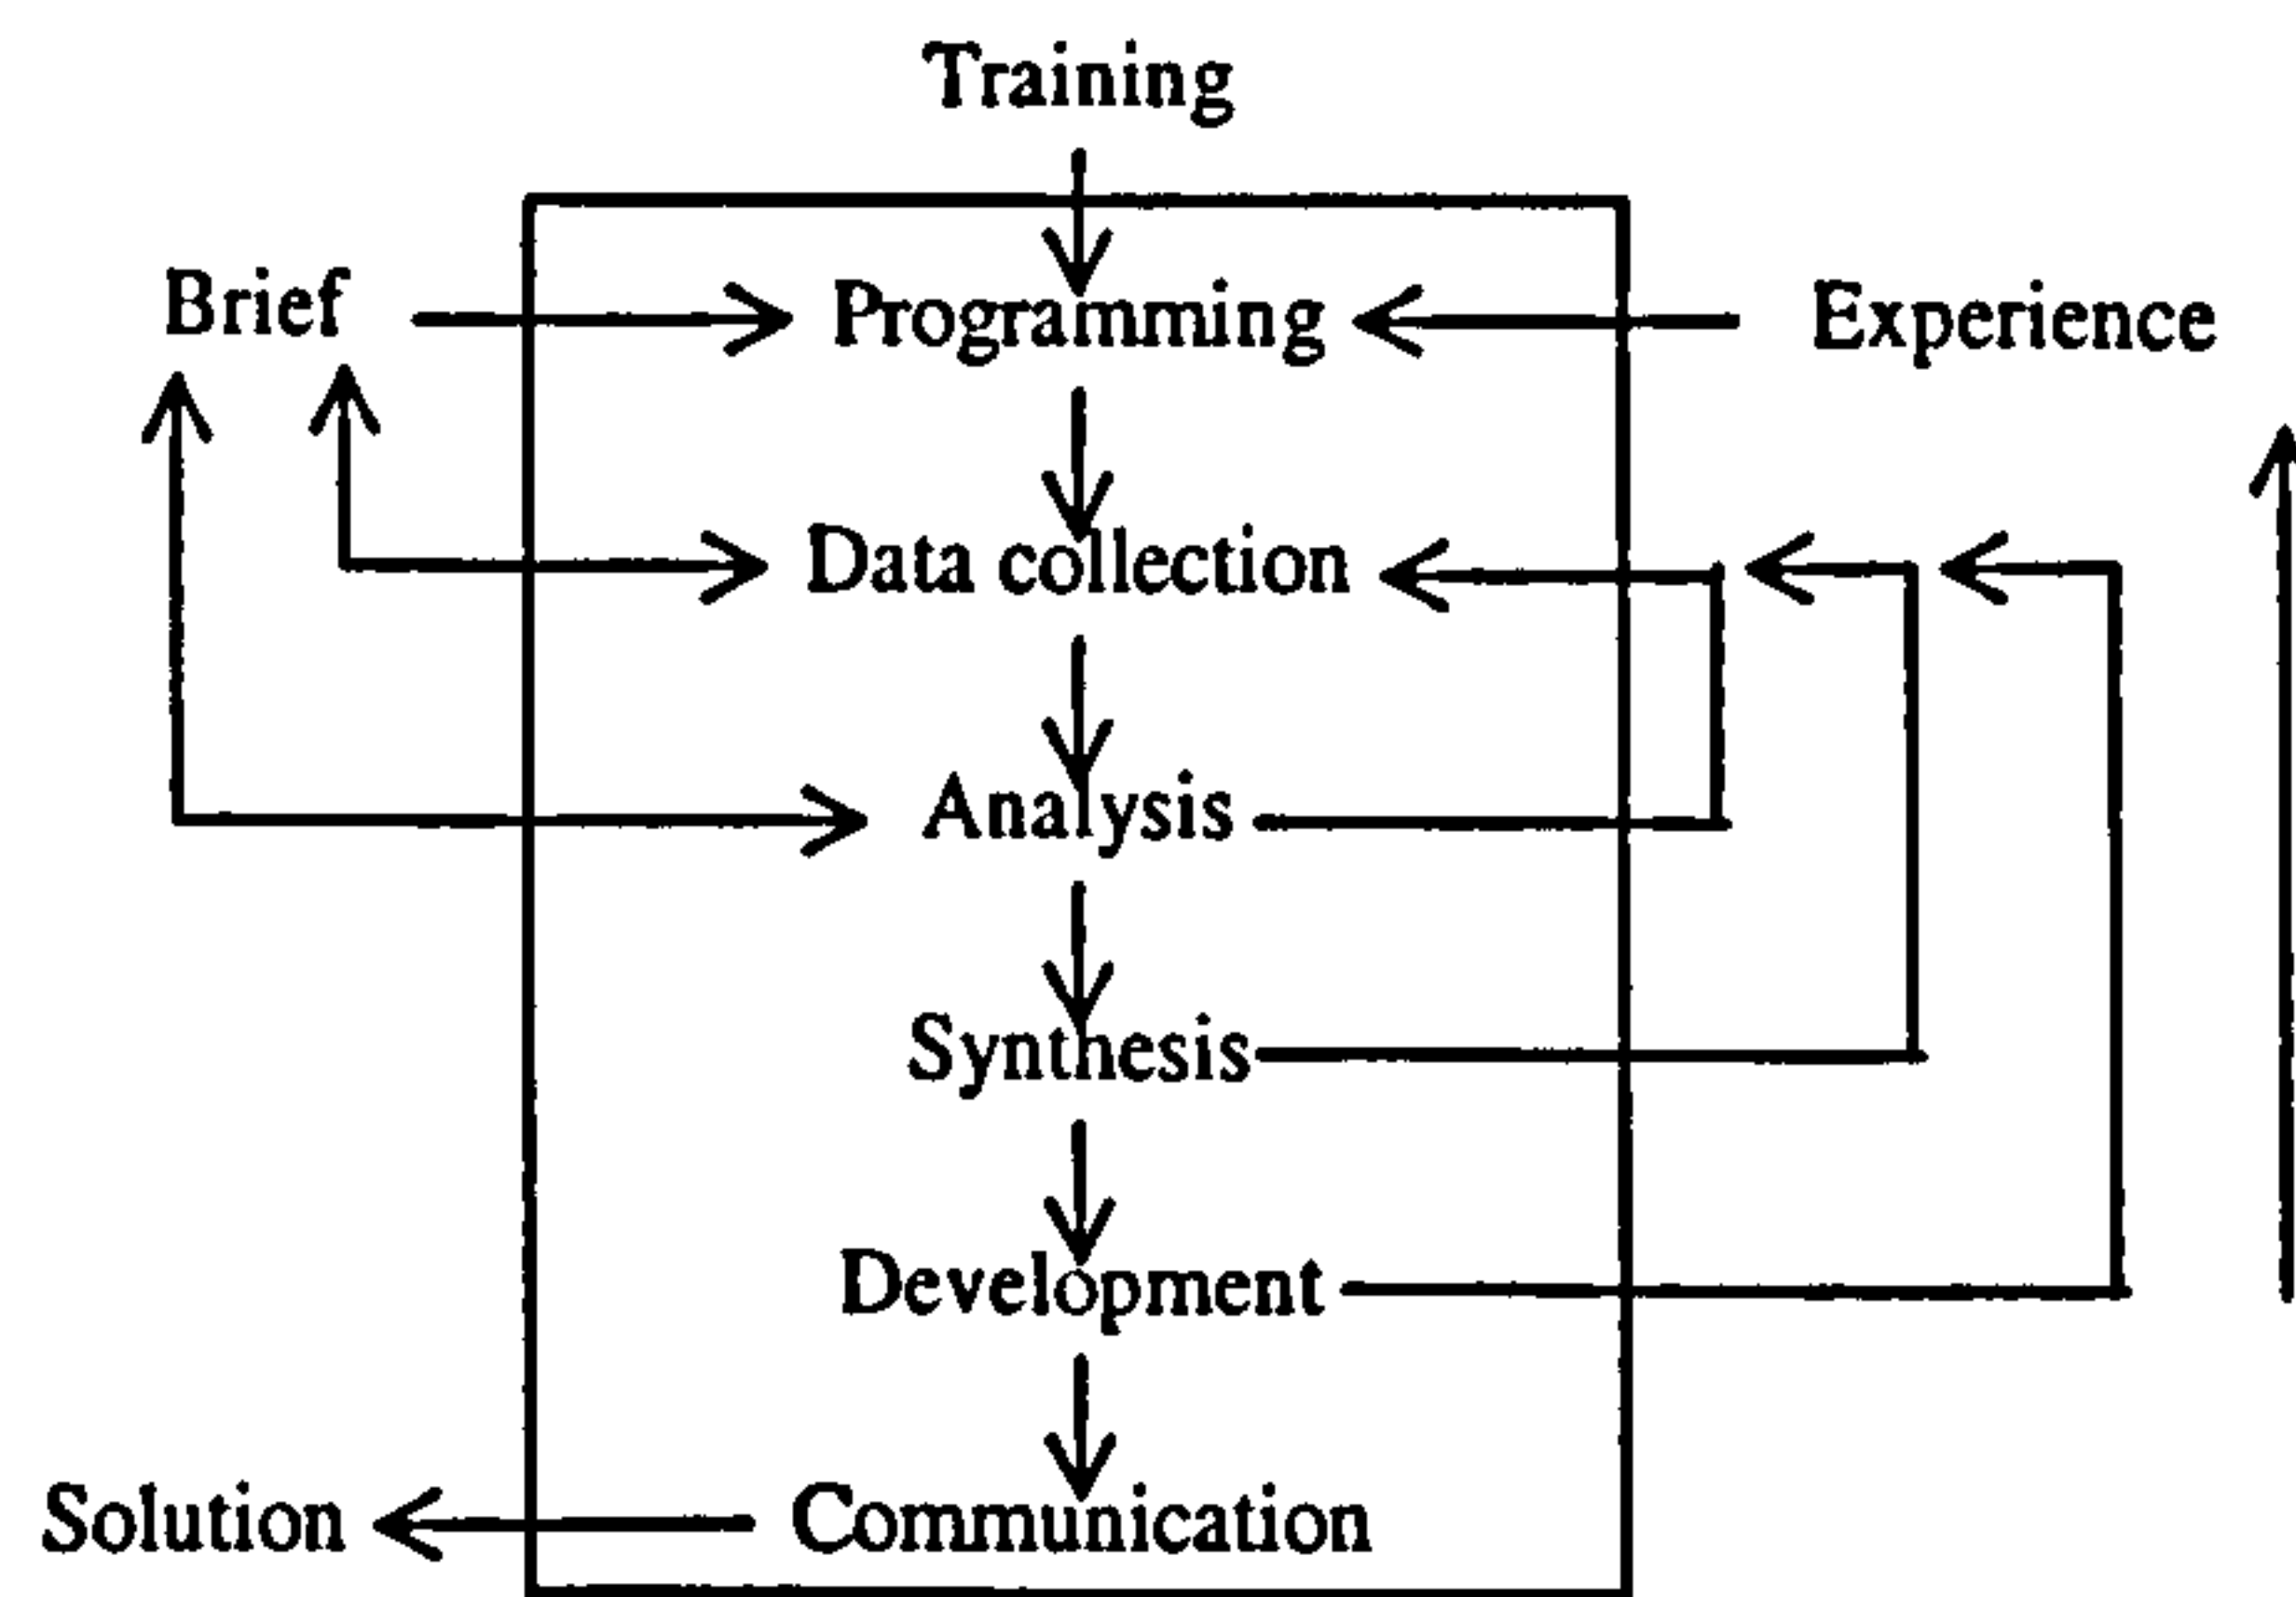 Training
Brief
Programming
Experience
Data collection
Analysis
Synthesis
Development
Solution
Communication